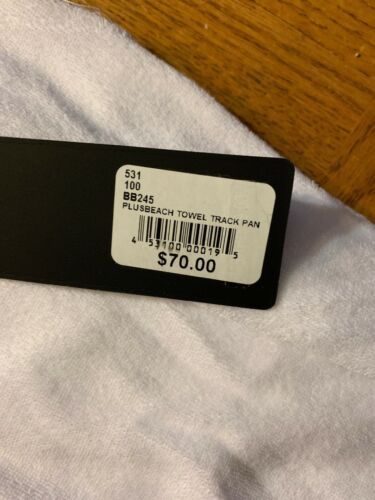 531
100
BB245
PLUSBEACH TOWEL TRACK PAN
4 53100 00019 5
$70.00